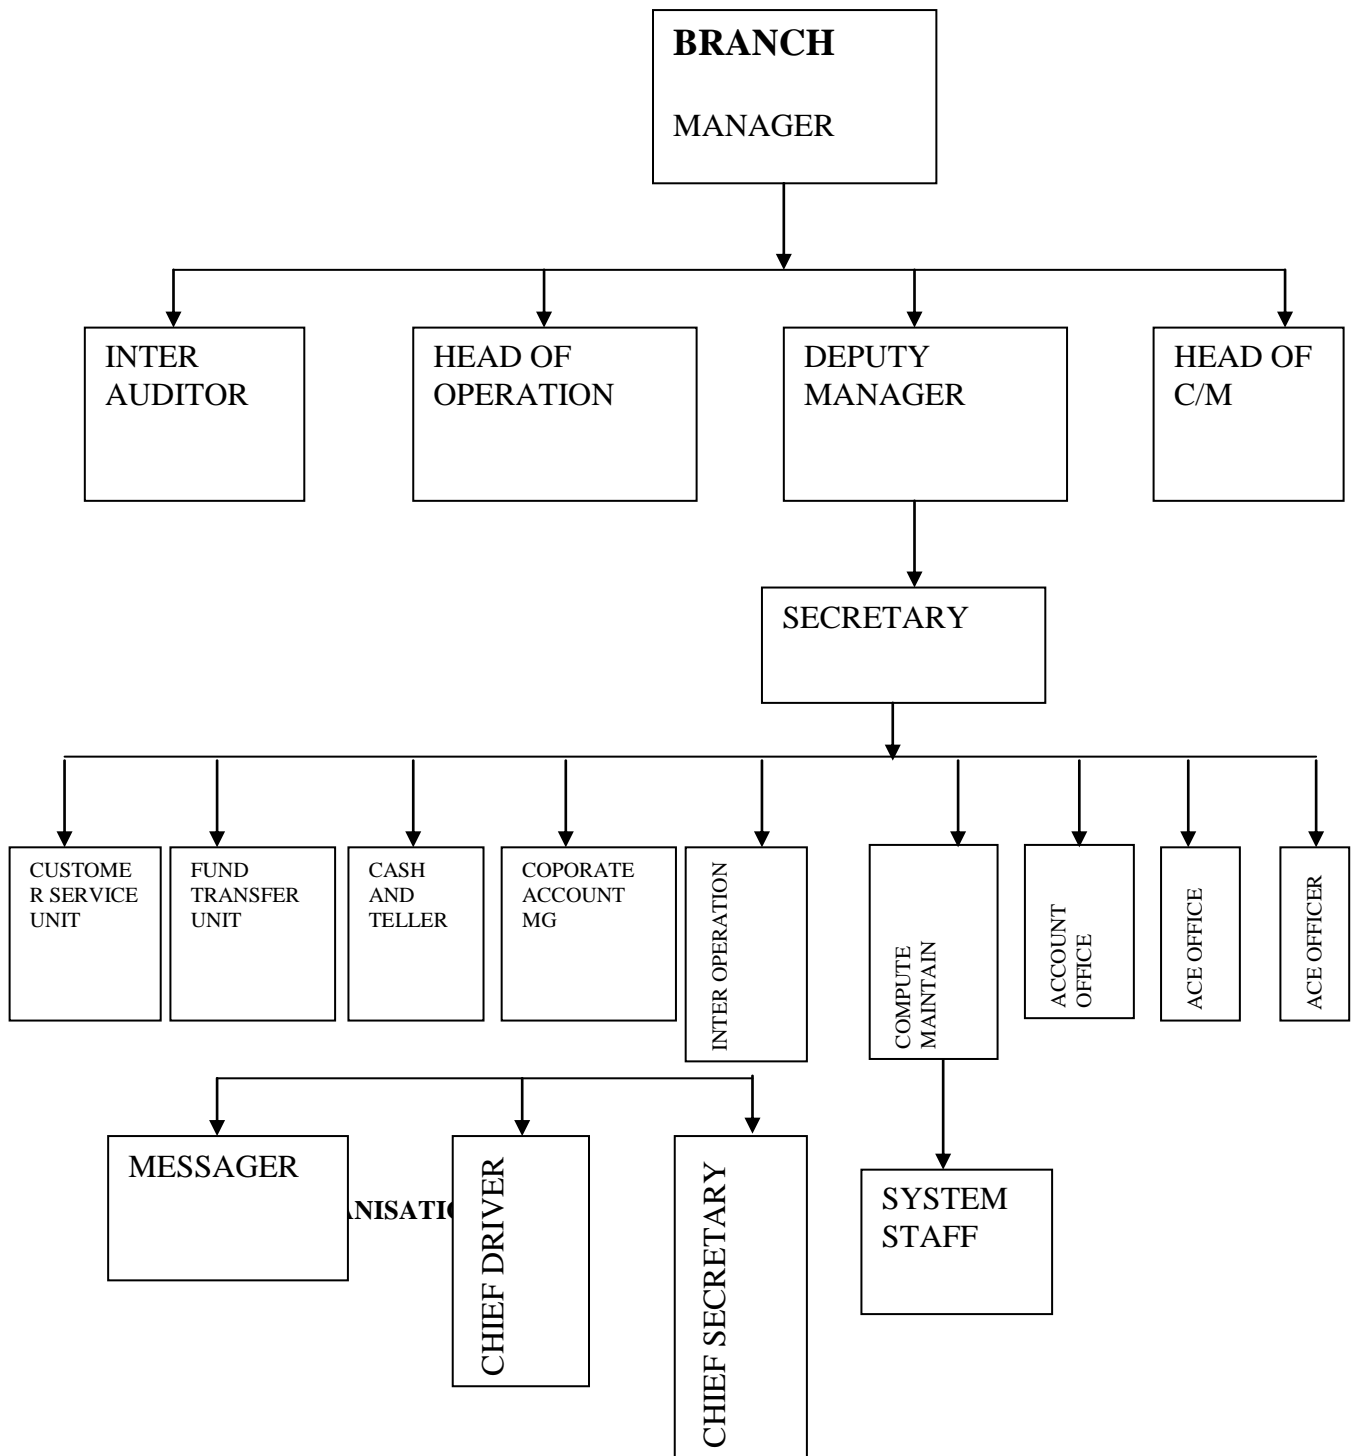 BRANCH
MANAGER
INTER
AUDITOR
HEAD OF
OPERATION
DEPUTY
MANAGER
HEAD OF
C/M
SECRETARY
CUSTOME
R SERVICE
UNIT
FUND
TRANSFER
UNIT
CASH
AND
TELLER
COPORATE
ACCOUNT
MG
INTER OPERATION
COMPUTE
MAINTAIN
ACCOUNT
OFFICE
ACE OFFICE
ACE OFFICER
MESSAGER
ANISATIO
CHIEF DRIVER
CHIEF SECRETARY
SYSTEM
STAFF